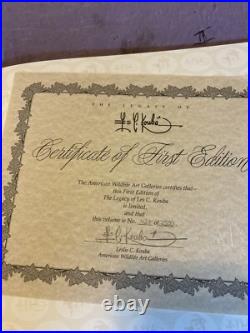 THE LEGACY OF
Les C. Kouba
Certificate of First Edition
The American Wildlife Art Galleries certifies that—
this First Edition of
The Legacy of Les C. Kouba
is limited,
and that
this volume is No.
Les C. Kouba
Leslie C. Kouba
American Wildlife Art Galleries